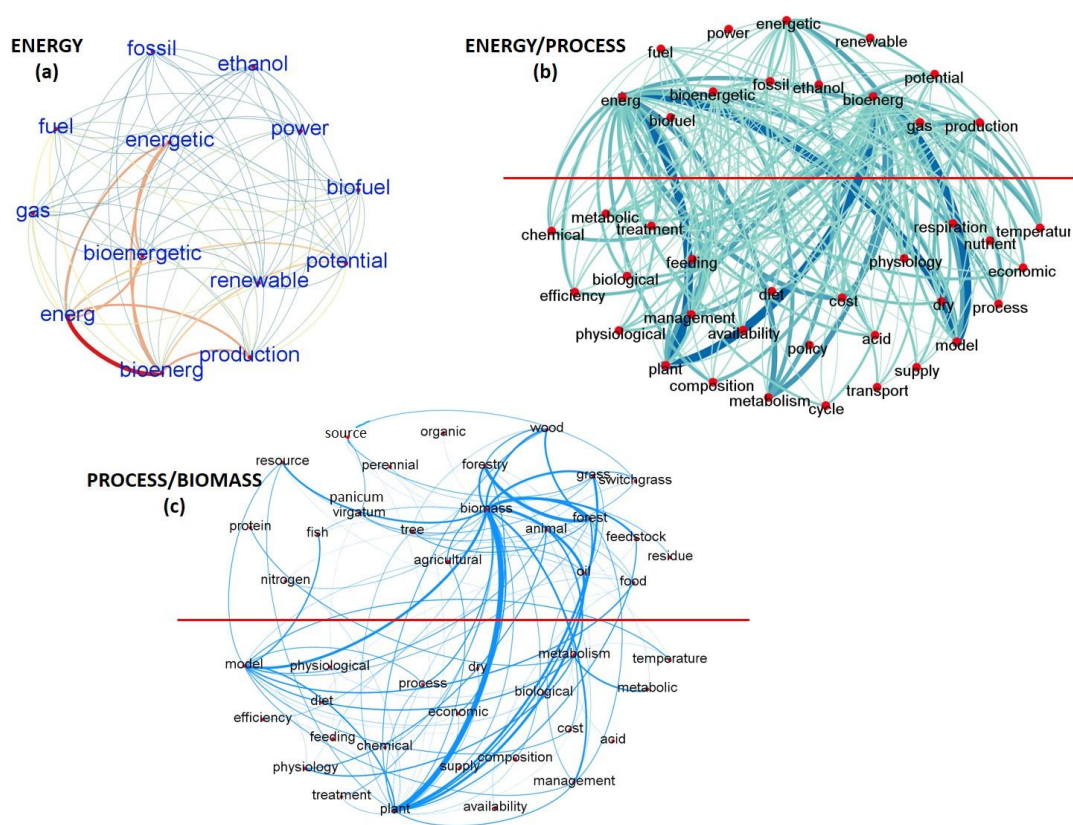 ENERGY
(a)
fossil
ethanol
fuel
energetic
power
biofuel
gas
bioenergetic
renewable
potential
energ
production
bioenerg
ENERGY/PROCESS
(b)
energetic
power
renewable
fuel
fossil
ethanol
potential
energ
bioenergetic
bioenerg
biofuel
gas
production
metabolic
chemical
treatment
respiration
nutrient
temperatur
feeding
physiology
economic
biological
efficiency
diet
cost
dry
process
management
availability
physiological
policy
acid
model
plant
composition
supply
metabolism
transport
cycle
PROCESS/BIOMASS
(c)
source
organic
wood
resource
perennial
forestry
grass
switchgrass
panicum
virgatum
biomass
protein
fish
tree
animal
forest
feedstock
residue
agricultural
nitrogen
oil
food
model
physiological
dry
metabolism
temperature
process
biological
metabolic
diet
efficiency
economic
cost
feeding
chemical
acid
physiology
supply
composition
management
treatment
plant
availability